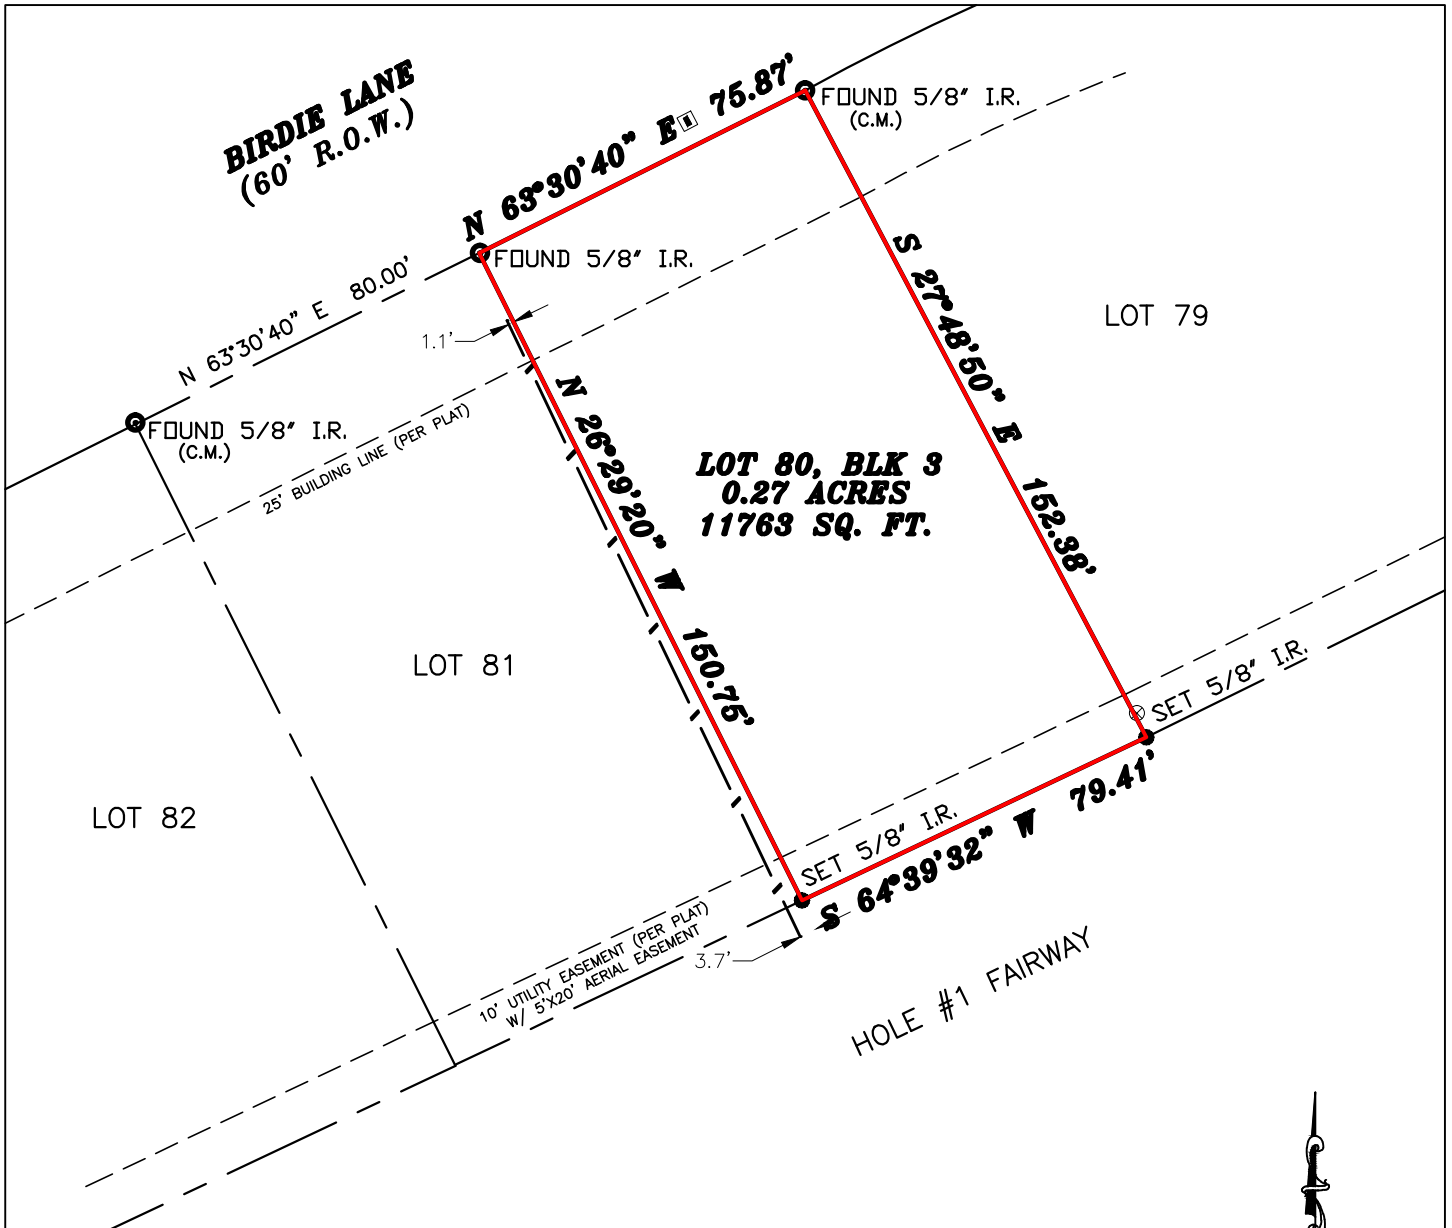 BIRDIE LANE
(60' R.O.W.)
N 63°30'40" E 75.87'
FOUND 5/8" I.R.
(C.M.)
FOUND 5/8" I.R.
N 63°30'40" E 80.00'
FOUND 5/8" I.R.
(C.M.)
1.1'
25' BUILDING LINE (PER PLAT)
S 27°48'50" E 152.38'
LOT 79
N 26°29'20" W 150.75'
LOT 80, BLK 3
0.27 ACRES
11763 SQ. FT.
LOT 81
LOT 82
SET 5/8" I.R.
SET 5/8" I.R.
S 64°39'32" W 79.41'
10' UTILITY EASEMENT (PER PLAT)
W/ 5'X20' AERIAL EASEMENT
3.7'
HOLE #1 FAIRWAY